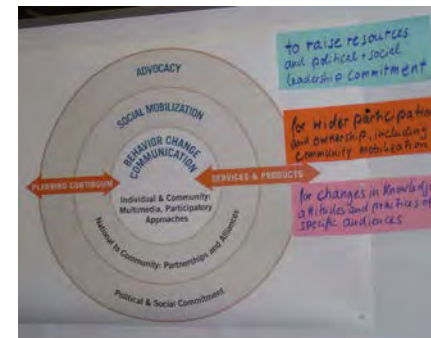 ADVOCACY
SOCIAL MOBILIZATION
BEHAVIOR CHANGE
COMMUNICATION
PLANNING CONTINUUM
SERVICES & PRODUCTS
Individual & Community:
Multimedia, Participatory
Approaches
National to Community: Partnerships and Alliances
Political & Social Commitment
to raise resources
and political + social
leadership commitment
for wider participation
and ownership, including
community mobilization
for changes in Knowledge
attitudes and practices of
specific audiences